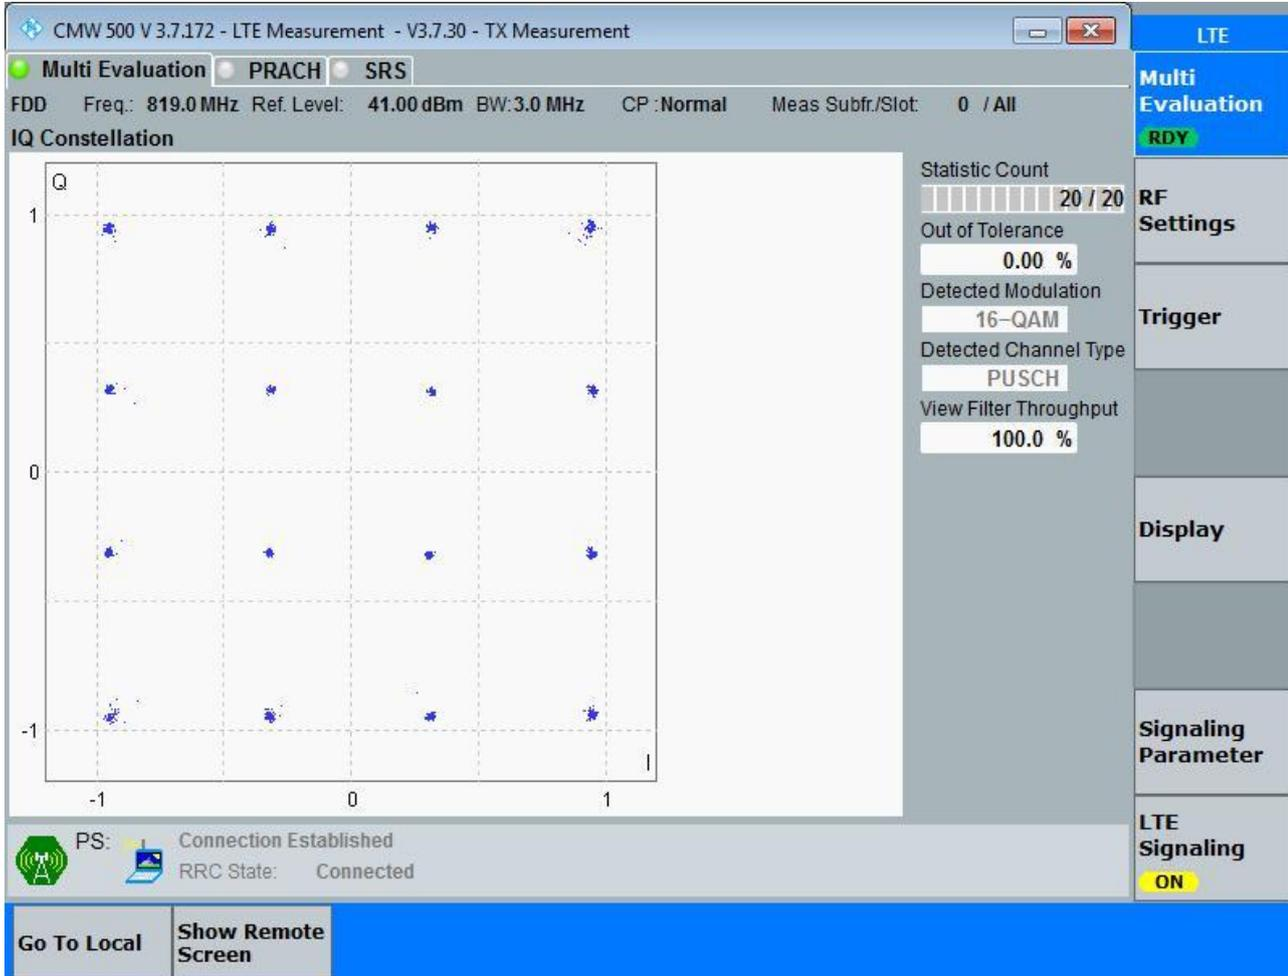 CMW 500 V 3.7.172 - LTE Measurement - V3.7.30 - TX Measurement
LTE
Multi Evaluation PRACH SRS
Multi
Evaluation
RDY
FDD Freq.: 819.0 MHz Ref. Level: 41.00 dBm BW: 3.0 MHz CP : Normal Meas Subfr./Slot: 0 / All
IQ Constellation
Q
1
0
-1
I
-1 0 1
Statistic Count
20 / 20
Out of Tolerance
0.00 %
Detected Modulation
16-QAM
Detected Channel Type
PUSCH
View Filter Throughput
100.0 %
RF
Settings
Trigger
Display
Signaling
Parameter
LTE
Signaling
ON
PS: Connection Established
RRC State: Connected
Go To Local
Show Remote
Screen